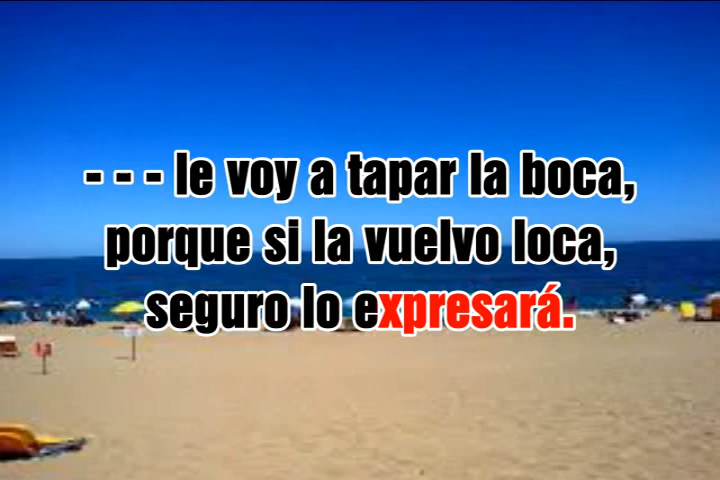 - - - le voy a tapar la boca,
porque si la vuelvo loca,
seguro lo expresará.